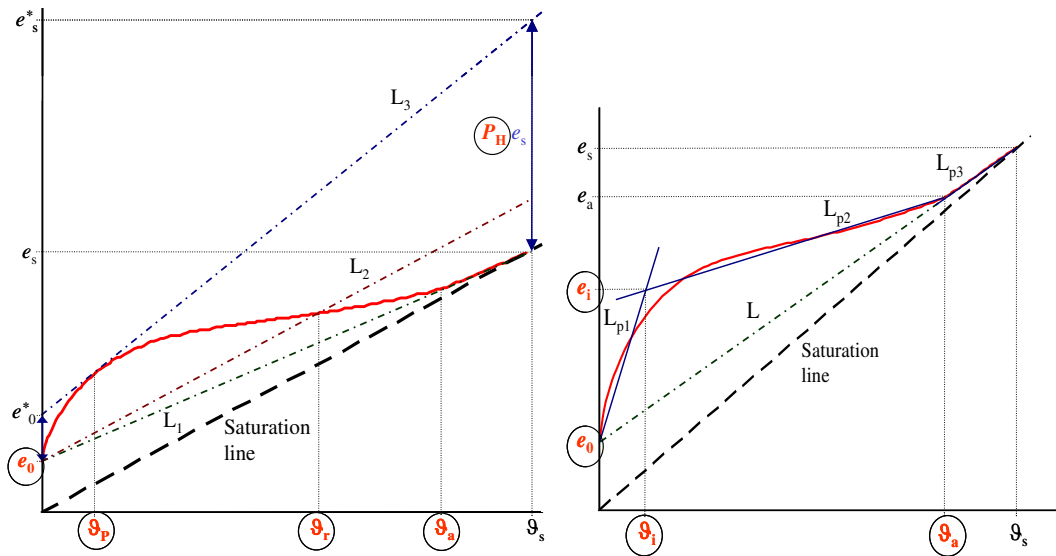 e*s
L3
PH es
es
L2
e*0
L1
Saturation
line
e0
ϑP
ϑr
ϑa
ϑs
es
Lp3
ea
Lp2
ei
Lp1
L
Saturation
line
e0
ϑi
ϑa
ϑs